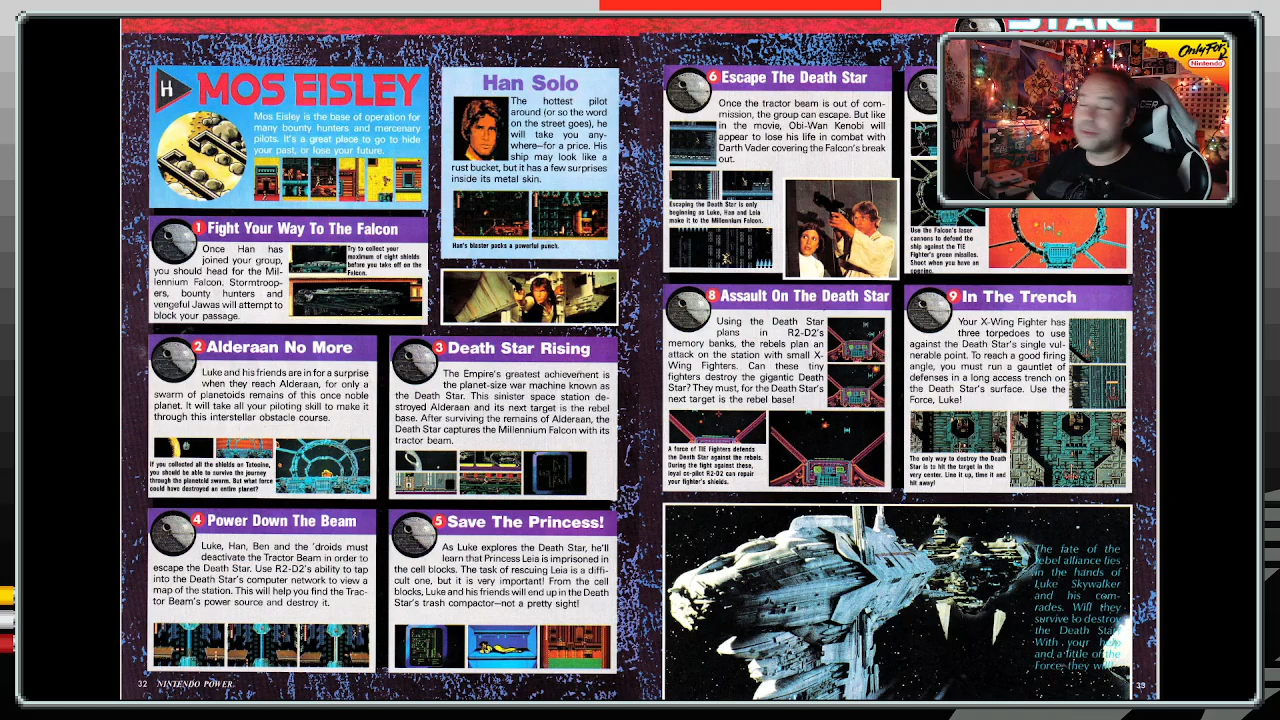 STAR
H
MOS EISLEY
Mos Eisley is the base of operation for
many bounty hunters and mercenary
pilots. It's a great place to go to hide
your past, or lose your future.
Han Solo
The hottest pilot
around (or so the word
on the street goes), he
will take you any-
where—for a price. His
ship may look like a
rust bucket, but it has a few surprises
inside its metal skin.
Han's blaster packs a powerful punch.
1 Fight Your Way To The Falcon
Once Han has
joined your group,
you should head for the Mil-
lennium Falcon. Stormtroop-
ers, bounty hunters and
vengeful Jawas will attempt to
block your passage.
Try to collect your
maximum of eight shields
before you take off on the
Falcon.
2 Alderaan No More
Luke and his friends are in for a surprise
when they reach Alderaan, for only a
swarm of planetoids remains of this once noble
planet. It will take all your piloting skill to make it
through this interstellar obstacle course.
If you collected all the shields on Tatooine,
you should be able to survive the journey
through the planetoid swarm. But what force
could have destroyed an entire planet?
3 Death Star Rising
The Empire's greatest achievement is
the planet-size war machine known as
the Death Star. This sinister space station de-
stroyed Alderaan and its next target is the rebel
base. After surviving the remains of Alderaan, the
Death Star captures the Millennium Falcon with its
tractor beam.
4 Power Down The Beam
Luke, Han, Ben and the 'droids must
deactivate the Tractor Beam in order to
escape the Death Star. Use R2-D2's ability to tap
into the Death Star's computer network to view a
map of the station. This will help you find the Trac-
tor Beam's power source and destroy it.
5 Save The Princess!
As Luke explores the Death Star, he'll
learn that Princess Leia is imprisoned in
the cell blocks. The task of rescuing Leia is a diffi-
cult one, but it is very important! From the cell
blocks, Luke and his friends will end up in the Death
Star's trash compactor—not a pretty sight!
32 NINTENDO POWER
6 Escape The Death Star
Once the tractor beam is out of com-
mission, the group can escape. But like
in the movie, Obi-Wan Kenobi will
appear to lose his life in combat with
Darth Vader covering the Falcon's break
out.
Escaping the Death Star is only
beginning as Luke, Han and Leia
make it to the Millennium Falcon.
Use the Falcon's laser
cannons to defend the
ship against the TIE
Fighter's green missiles.
Shoot when you have an
opening.
8 Assault On The Death Star
Using the Death Star
plans in R2-D2's
memory banks, the rebels plan an
attack on the station with small X-
Wing Fighters. Can these tiny
fighters destroy the gigantic Death
Star? They must, for the Death Star's
next target is the rebel base!
A force of TIE Fighters defends
the Death Star against the rebels.
During the fight against these,
loyal co-pilot R2-D2 can repair
your fighter's shields.
9 In The Trench
Your X-Wing Fighter has
three torpedoes to use
against the Death Star's single vul-
nerable point. To reach a good firing
angle, you must run a gauntlet of
defenses in a long access trench on
the Death Star's surface. Use the
Force, Luke!
The only way to destroy the Death
Star is to hit the target in the
very center. Line it up, time it and
hit away!
The fate of the
rebel alliance lies
in the hands of
Luke Skywalker
and his com-
rades. Will they
survive to destroy
the Death Star?
With your help
and a little of the
Force, they will.
33
Only For
Nintendo